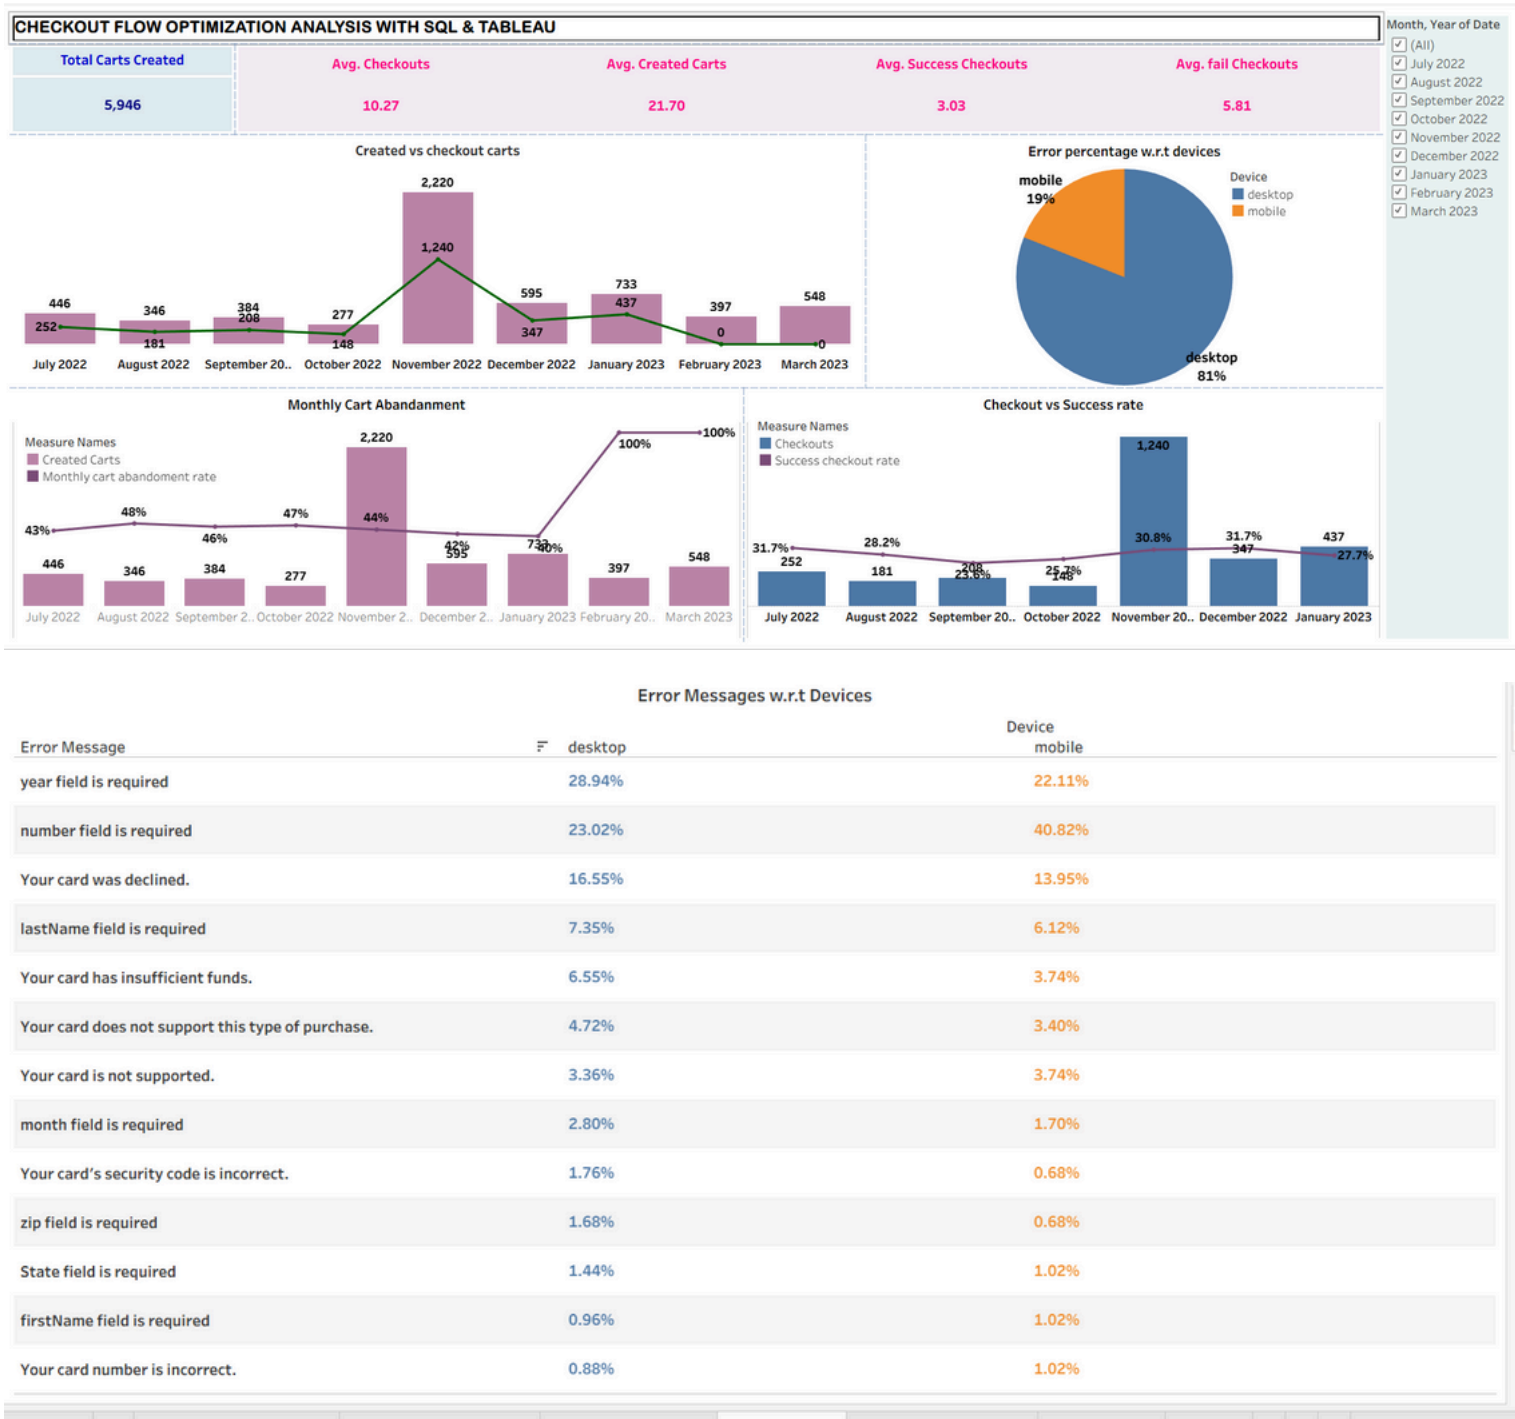 CHECKOUT FLOW OPTIMIZATION ANALYSIS WITH SQL & TABLEAU
Total Carts Created
5,946
Avg. Checkouts
10.27
Avg. Created Carts
21.70
Avg. Success Checkouts
3.03
Avg. fail Checkouts
5.81
Month, Year of Date
(All)
July 2022
August 2022
September 2022
October 2022
November 2022
December 2022
January 2023
February 2023
March 2023
Created vs checkout carts
2,220
1,240
446
252
346
181
384
208
277
148
595
347
733
437
397
0
548
0
July 2022 August 2022 September 20.. October 2022 November 2022 December 2022 January 2023 February 2023 March 2023
Error percentage w.r.t devices
mobile
19%
Device
desktop
mobile
desktop
81%
Monthly Cart Abandanment
Measure Names
Created Carts
Monthly cart abandoment rate
2,220
100% 100%
43% 48% 46% 47% 44% 42% 40%
446 346 384 277 595 733 397 548
July 2022 August 2022 September 2.. October 2022 November 2.. December 2.. January 2023 February 20.. March 2023
Checkout vs Success rate
Measure Names
Checkouts
Success checkout rate
1,240
31.7% 28.2% 23.6% 25.7% 30.8% 31.7% 27.7%
252 181 208 148 347 437
July 2022 August 2022 September 20.. October 2022 November 20.. December 2022 January 2023
Error Messages w.r.t Devices
Device
Error Message desktop mobile
year field is required 28.94% 22.11%
number field is required 23.02% 40.82%
Your card was declined. 16.55% 13.95%
lastName field is required 7.35% 6.12%
Your card has insufficient funds. 6.55% 3.74%
Your card does not support this type of purchase. 4.72% 3.40%
Your card is not supported. 3.36% 3.74%
month field is required 2.80% 1.70%
Your card's security code is incorrect. 1.76% 0.68%
zip field is required 1.68% 0.68%
State field is required 1.44% 1.02%
firstName field is required 0.96% 1.02%
Your card number is incorrect. 0.88% 1.02%